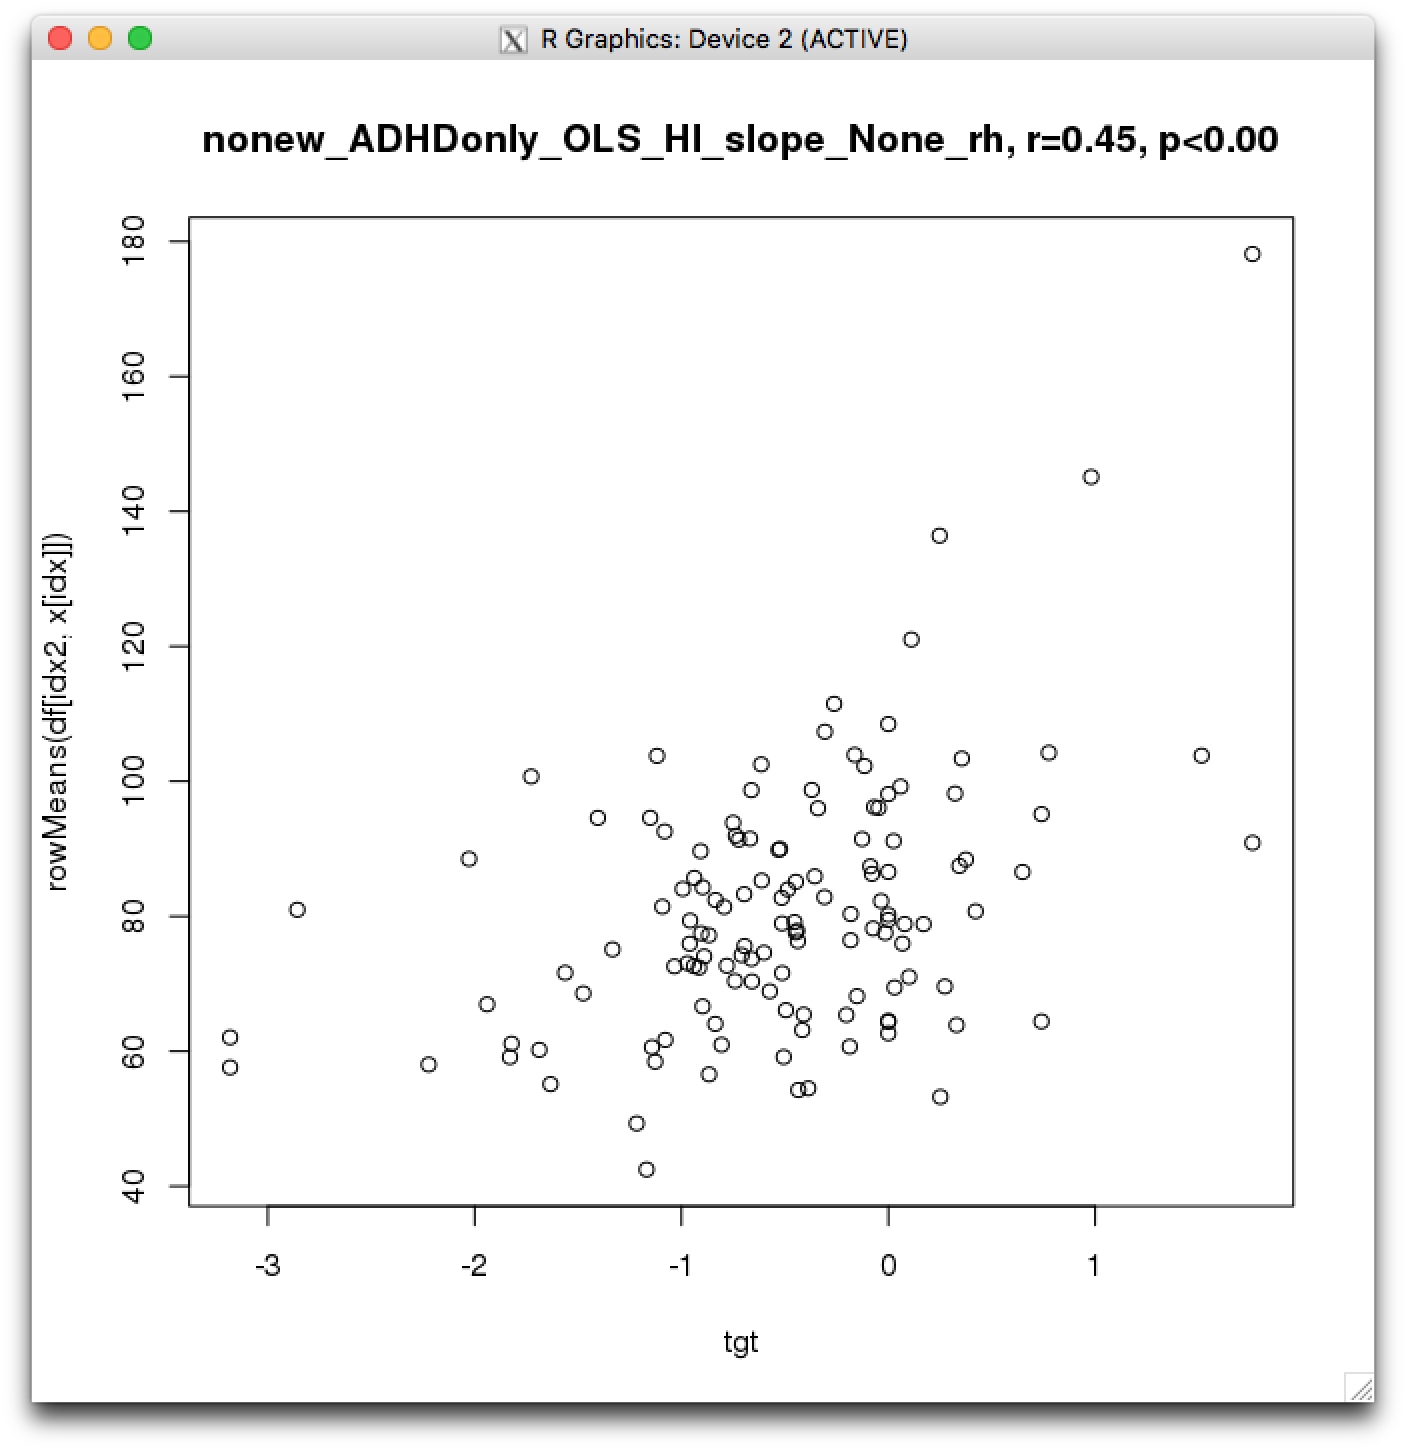 R Graphics: Device 2 (ACTIVE)
nonew_ADHDonly_OLS_HI_slope_None_rh, r=0.45, p<0.00
180
160
140
120
100
80
60
40
rowMeans(df[idx2, x[idx]])
-3 -2 -1 0 1
tgt